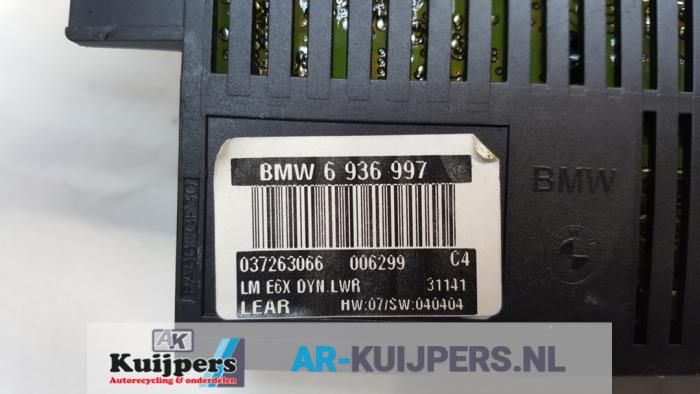 BMW 6 936 997
037263066 006299 C4
LM E6X DYN.LWR 31141
LEAR HW:07/SW:040404
BMW
AK
Kuijpers
Autorecycling & onderdelen
AR-KUIJPERS.NL